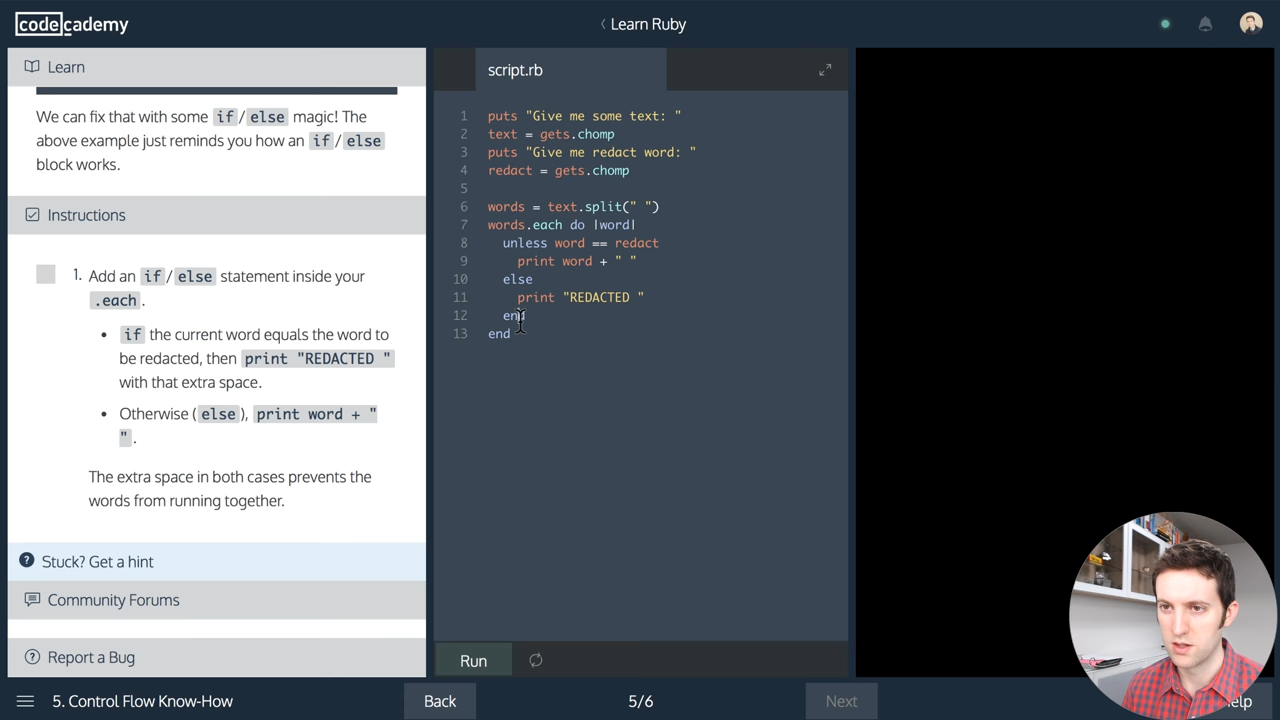 codecademy
Learn Ruby
Learn
We can fix that with some if/else magic! The
above example just reminds you how an if/else
block works.
Instructions
1. Add an if/else statement inside your
.each.
• if the current word equals the word to
be redacted, then print "REDACTED "
with that extra space.
• Otherwise (else), print word + "
".
The extra space in both cases prevents the
words from running together.
Stuck? Get a hint
Community Forums
Report a Bug
script.rb
1 puts "Give me some text: "
2 text = gets.chomp
3 puts "Give me redact word: "
4 redact = gets.chomp
5
6 words = text.split(" ")
7 words.each do |word|
8 unless word == redact
9 print word + " "
10 else
11 print "REDACTED "
12 end
13 end
Run
5. Control Flow Know-How
Back
5/6
Next
elp